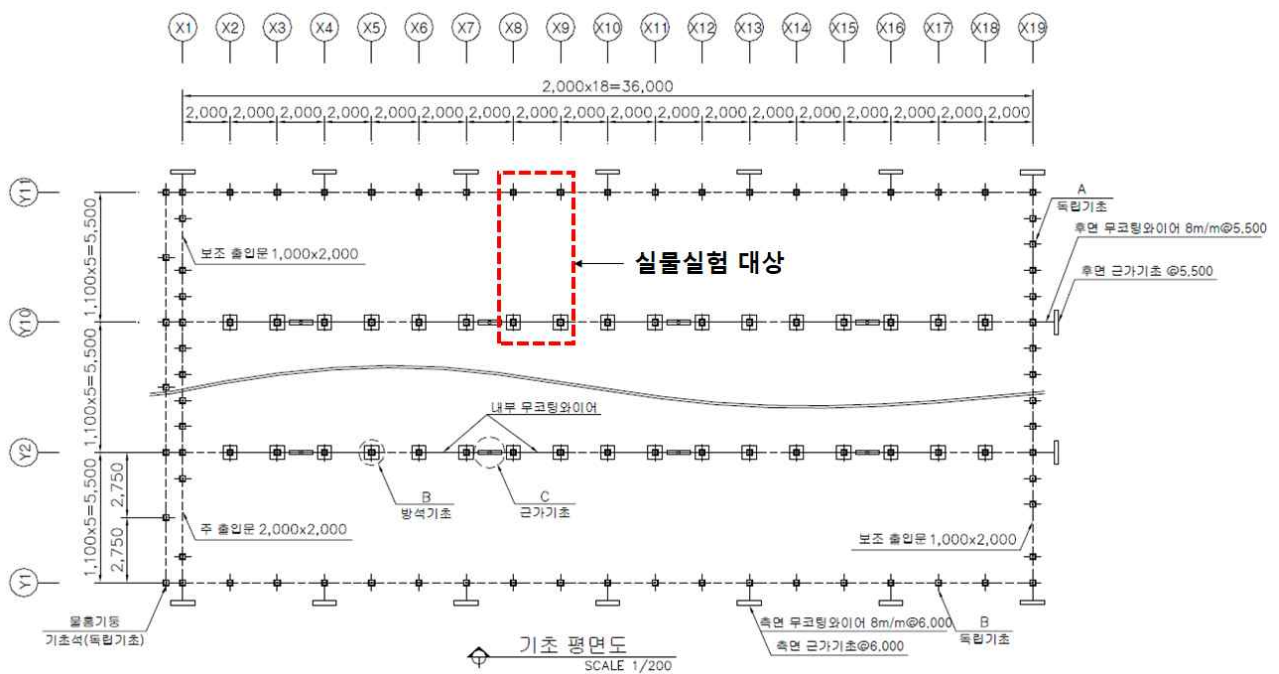 X1 X2 X3 X4 X5 X6 X7 X8 X9 X10 X11 X12 X13 X14 X15 X16 X17 X18 X19
2,000x18=36,000
2,000 2,000 2,000 2,000 2,000 2,000 2,000 2,000 2,000 2,000 2,000 2,000 2,000 2,000 2,000 2,000 2,000 2,000
Y11
1,100x5=5,500
보조 출입문 1,000x2,000
실물실험 대상
A
독립기초
후면 무코팅와이어 8m/m@5,500
후면 근가기초 @5,500
Y10
1,100x5=5,500
내부 무코팅와이어
Y2
B
방석기초
C
근가기초
1,100x5=5,500
2,750
2,750
주 출입문 2,000x2,000
보조 출입문 1,000x2,000
Y1
물홈기둥
기초석(독립기초)
측면 무코팅와이어 8m/m@6,000
측면 근가기초@6,000
B
독립기초
기초 평면도
SCALE 1/200